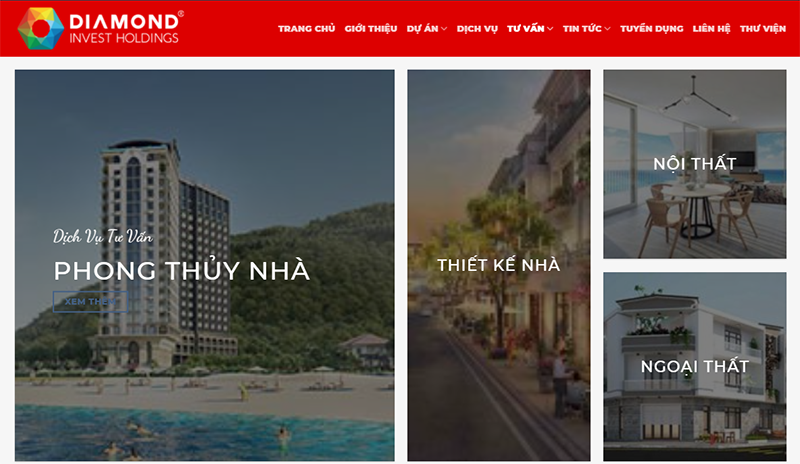 DIAMOND®
INVEST HOLDINGS
TRANG CHỦ GIỚI THIỆU DỰ ÁN DỊCH VỤ TƯ VẤN TIN TỨC TUYỂN DỤNG LIÊN HỆ THƯ VIỆN
Dịch Vụ Tư Vấn
PHONG THỦY NHÀ
XEM THÊM
THIẾT KẾ NHÀ
NỘI THẤT
NGOẠI THẤT